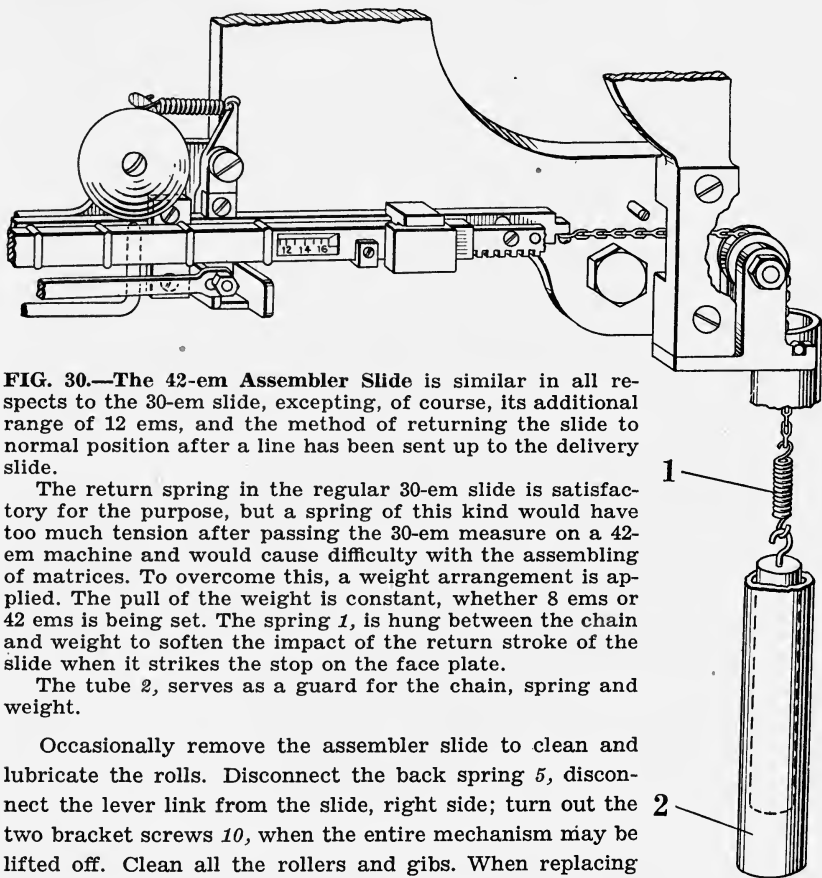 12 14 16
FIG. 30.—The 42-em Assembler Slide is similar in all re-
spects to the 30-em slide, excepting, of course, its additional
range of 12 ems, and the method of returning the slide to
normal position after a line has been sent up to the delivery
slide.
The return spring in the regular 30-em slide is satisfac-
tory for the purpose, but a spring of this kind would have
too much tension after passing the 30-em measure on a 42-
em machine and would cause difficulty with the assembling
of matrices. To overcome this, a weight arrangement is ap-
plied. The pull of the weight is constant, whether 8 ems or
42 ems is being set. The spring 1, is hung between the chain
and weight to soften the impact of the return stroke of the
slide when it strikes the stop on the face plate.
The tube 2, serves as a guard for the chain, spring and
weight.
1
Occasionally remove the assembler slide to clean and
lubricate the rolls. Disconnect the back spring 5, discon-
nect the lever link from the slide, right side; turn out the
two bracket screws 10, when the entire mechanism may be
lifted off. Clean all the rollers and gibs. When replacing
2